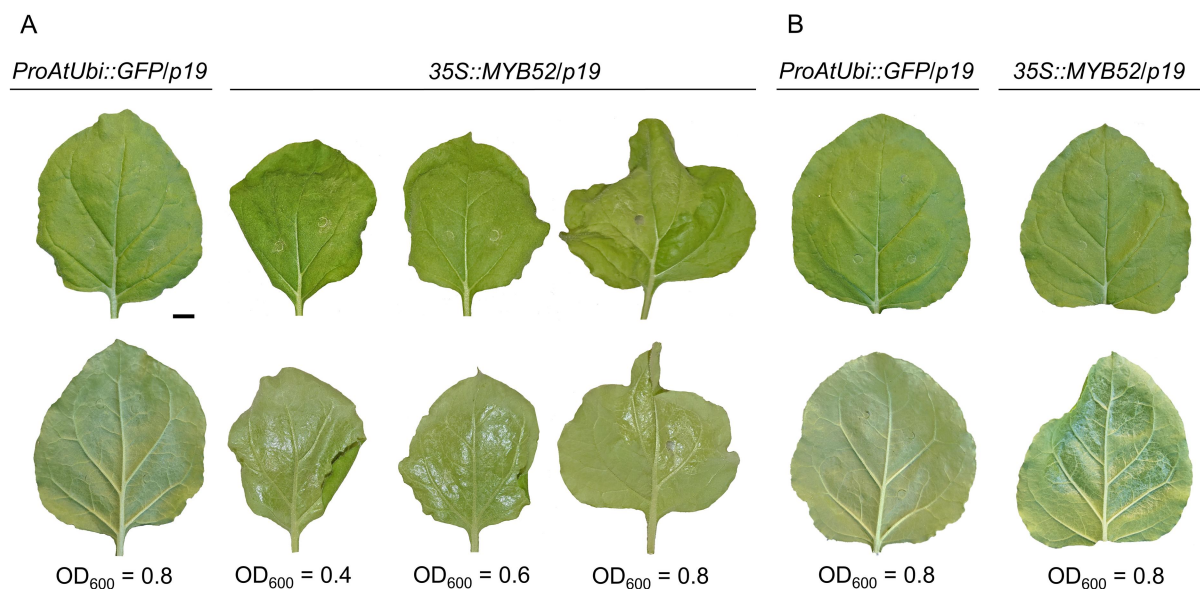 A
B
ProAtUbi::GFP/p19
35S::MYB52/p19
ProAtUbi::GFP/p19
35S::MYB52/p19
OD600 = 0.8
OD600 = 0.4
OD600 = 0.6
OD600 = 0.8
OD600 = 0.8
OD600 = 0.8